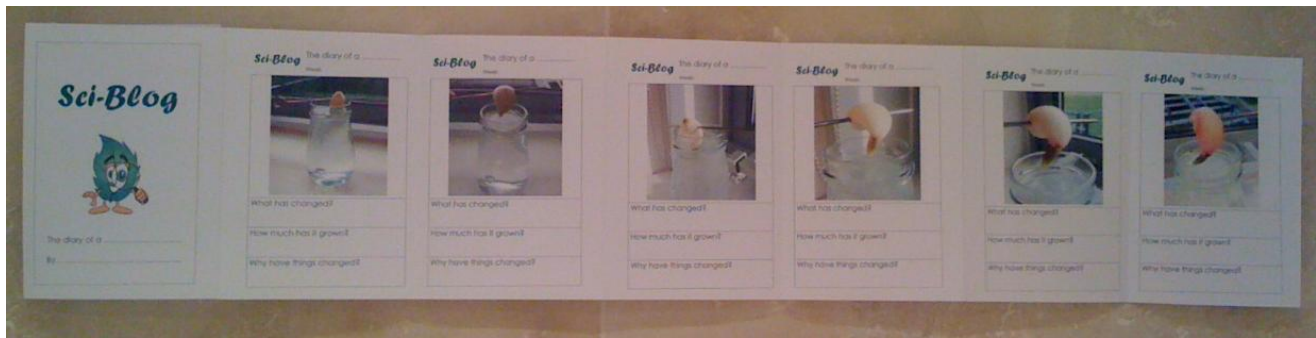 Sci-Blog
The diary of a
By
Sci-Blog The diary of a
What has changed?
How much has it grown?
Why have things changed?
Sci-Blog The diary of a
What has changed?
How much has it grown?
Why have things changed?
Sci-Blog The diary of a
What has changed?
How much has it grown?
Why have things changed?
Sci-Blog The diary of a
What has changed?
How much has it grown?
Why have things changed?
Sci-Blog The diary of a
What has changed?
How much has it grown?
Why have things changed?
Sci-Blog The diary of a
What has changed?
How much has it grown?
Why have things changed?